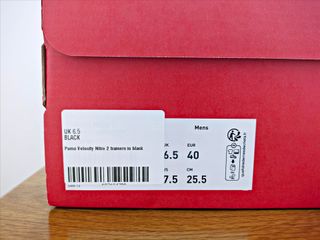 UK 6.5
BLACK
Puma Velocity Nitro 2 trainers in black
Mens
UK EUR
6.5 40
US CM
7.5 25.5